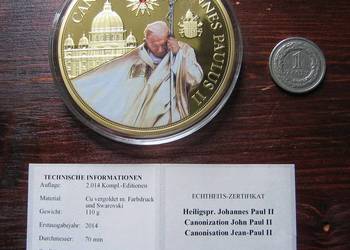 CAN
NNES PAULUS II
1
TECHNISCHE INFORMATIONEN
Auflage: 2.014 Kompl.-Editionen
Material: Cu vergoldet m. Farbdruck
und Swarovski
Gewicht: 110 g
Erstausgabejahr: 2014
Durchmesser: 70 mm
ECHTHEITS-ZERTIFIKAT
Heiligspr. Johannes Paul II
Canonization John Paul II
Canonisation Jean-Paul II